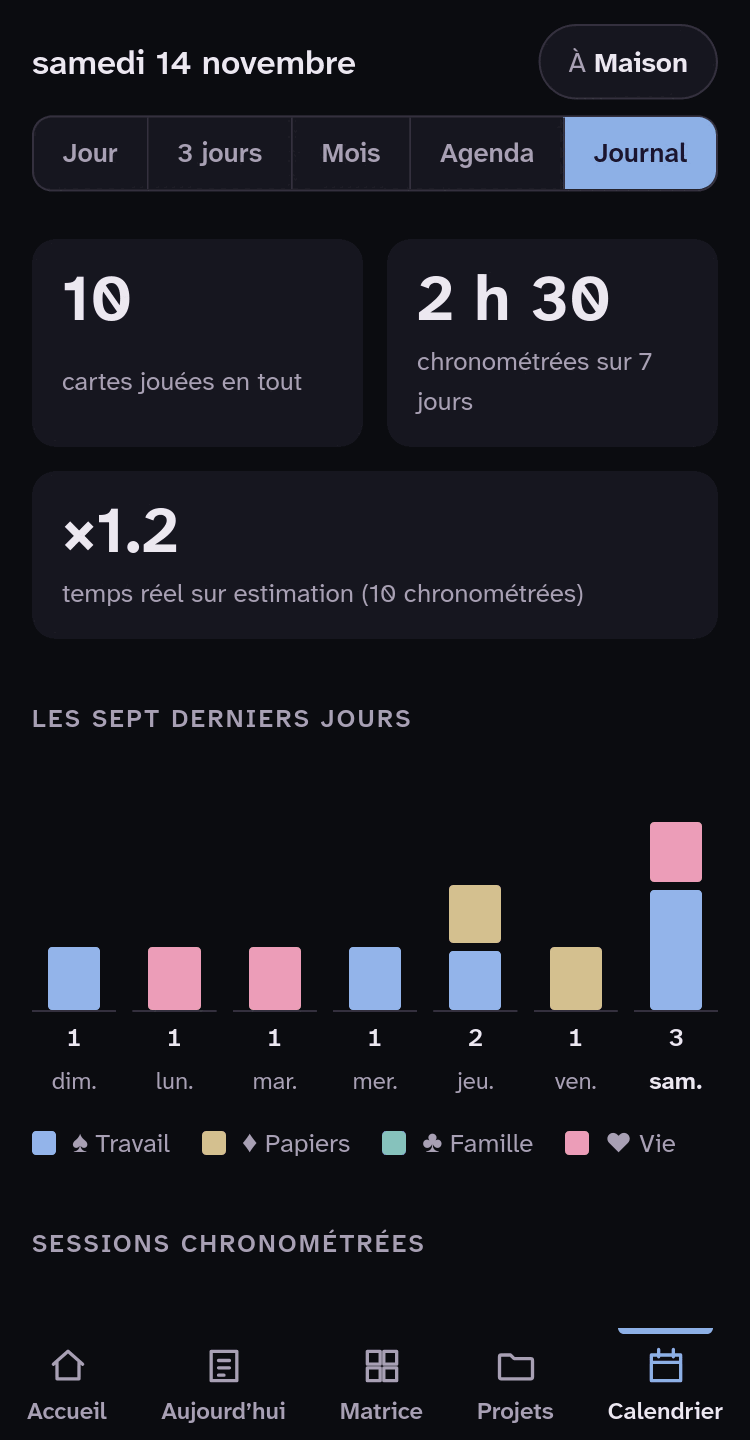 samedi 14 novembre
À Maison
Jour 3 jours Mois Agenda Journal
10
cartes jouées en tout
2 h 30
chronométrées sur 7
jours
×1.2
temps réel sur estimation (10 chronométrées)
LES SEPT DERNIERS JOURS
1 1 1 1 2 1 3
dim. lun. mar. mer. jeu. ven. sam.
♠ Travail ♦ Papiers ♣ Famille ♥ Vie
SESSIONS CHRONOMÉTRÉES
Accueil Aujourd’hui Matrice Projets Calendrier